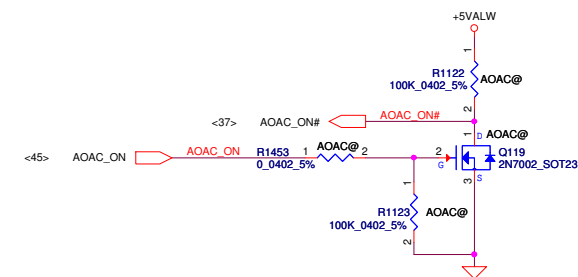 +5VALW
1
R1122
AOAC@
100K_0402_5%
2
<37> AOAC_ON# AOAC_ON#
1 D AOAC@
<45> AOAC_ON AOAC_ON R1453 1 AOAC@ 2 2 G Q119
0_0402_5% 2N7002_SOT23
3 S
1
R1123 AOAC@
100K_0402_5%
2